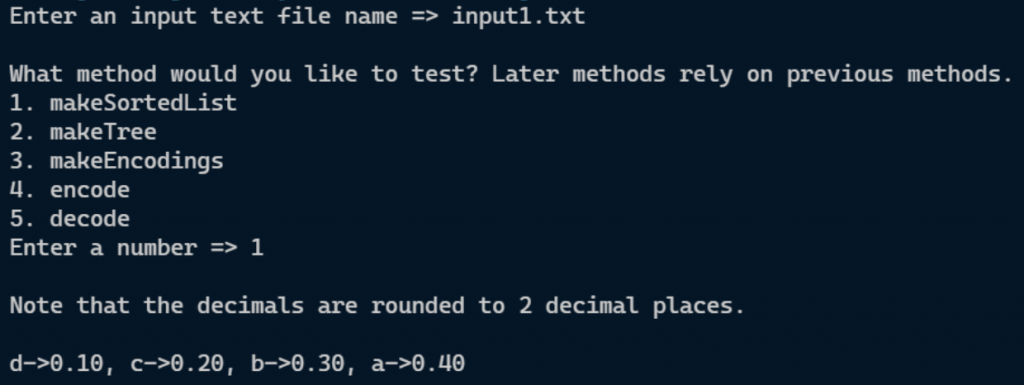 Enter an input text file name => input1.txt
What method would you like to test? Later methods rely on previous methods.
1. makeSortedList
2. makeTree
3. makeEncodings
4. encode
5. decode
Enter a number => 1
Note that the decimals are rounded to 2 decimal places.
d->0.10, c->0.20, b->0.30, a->0.40